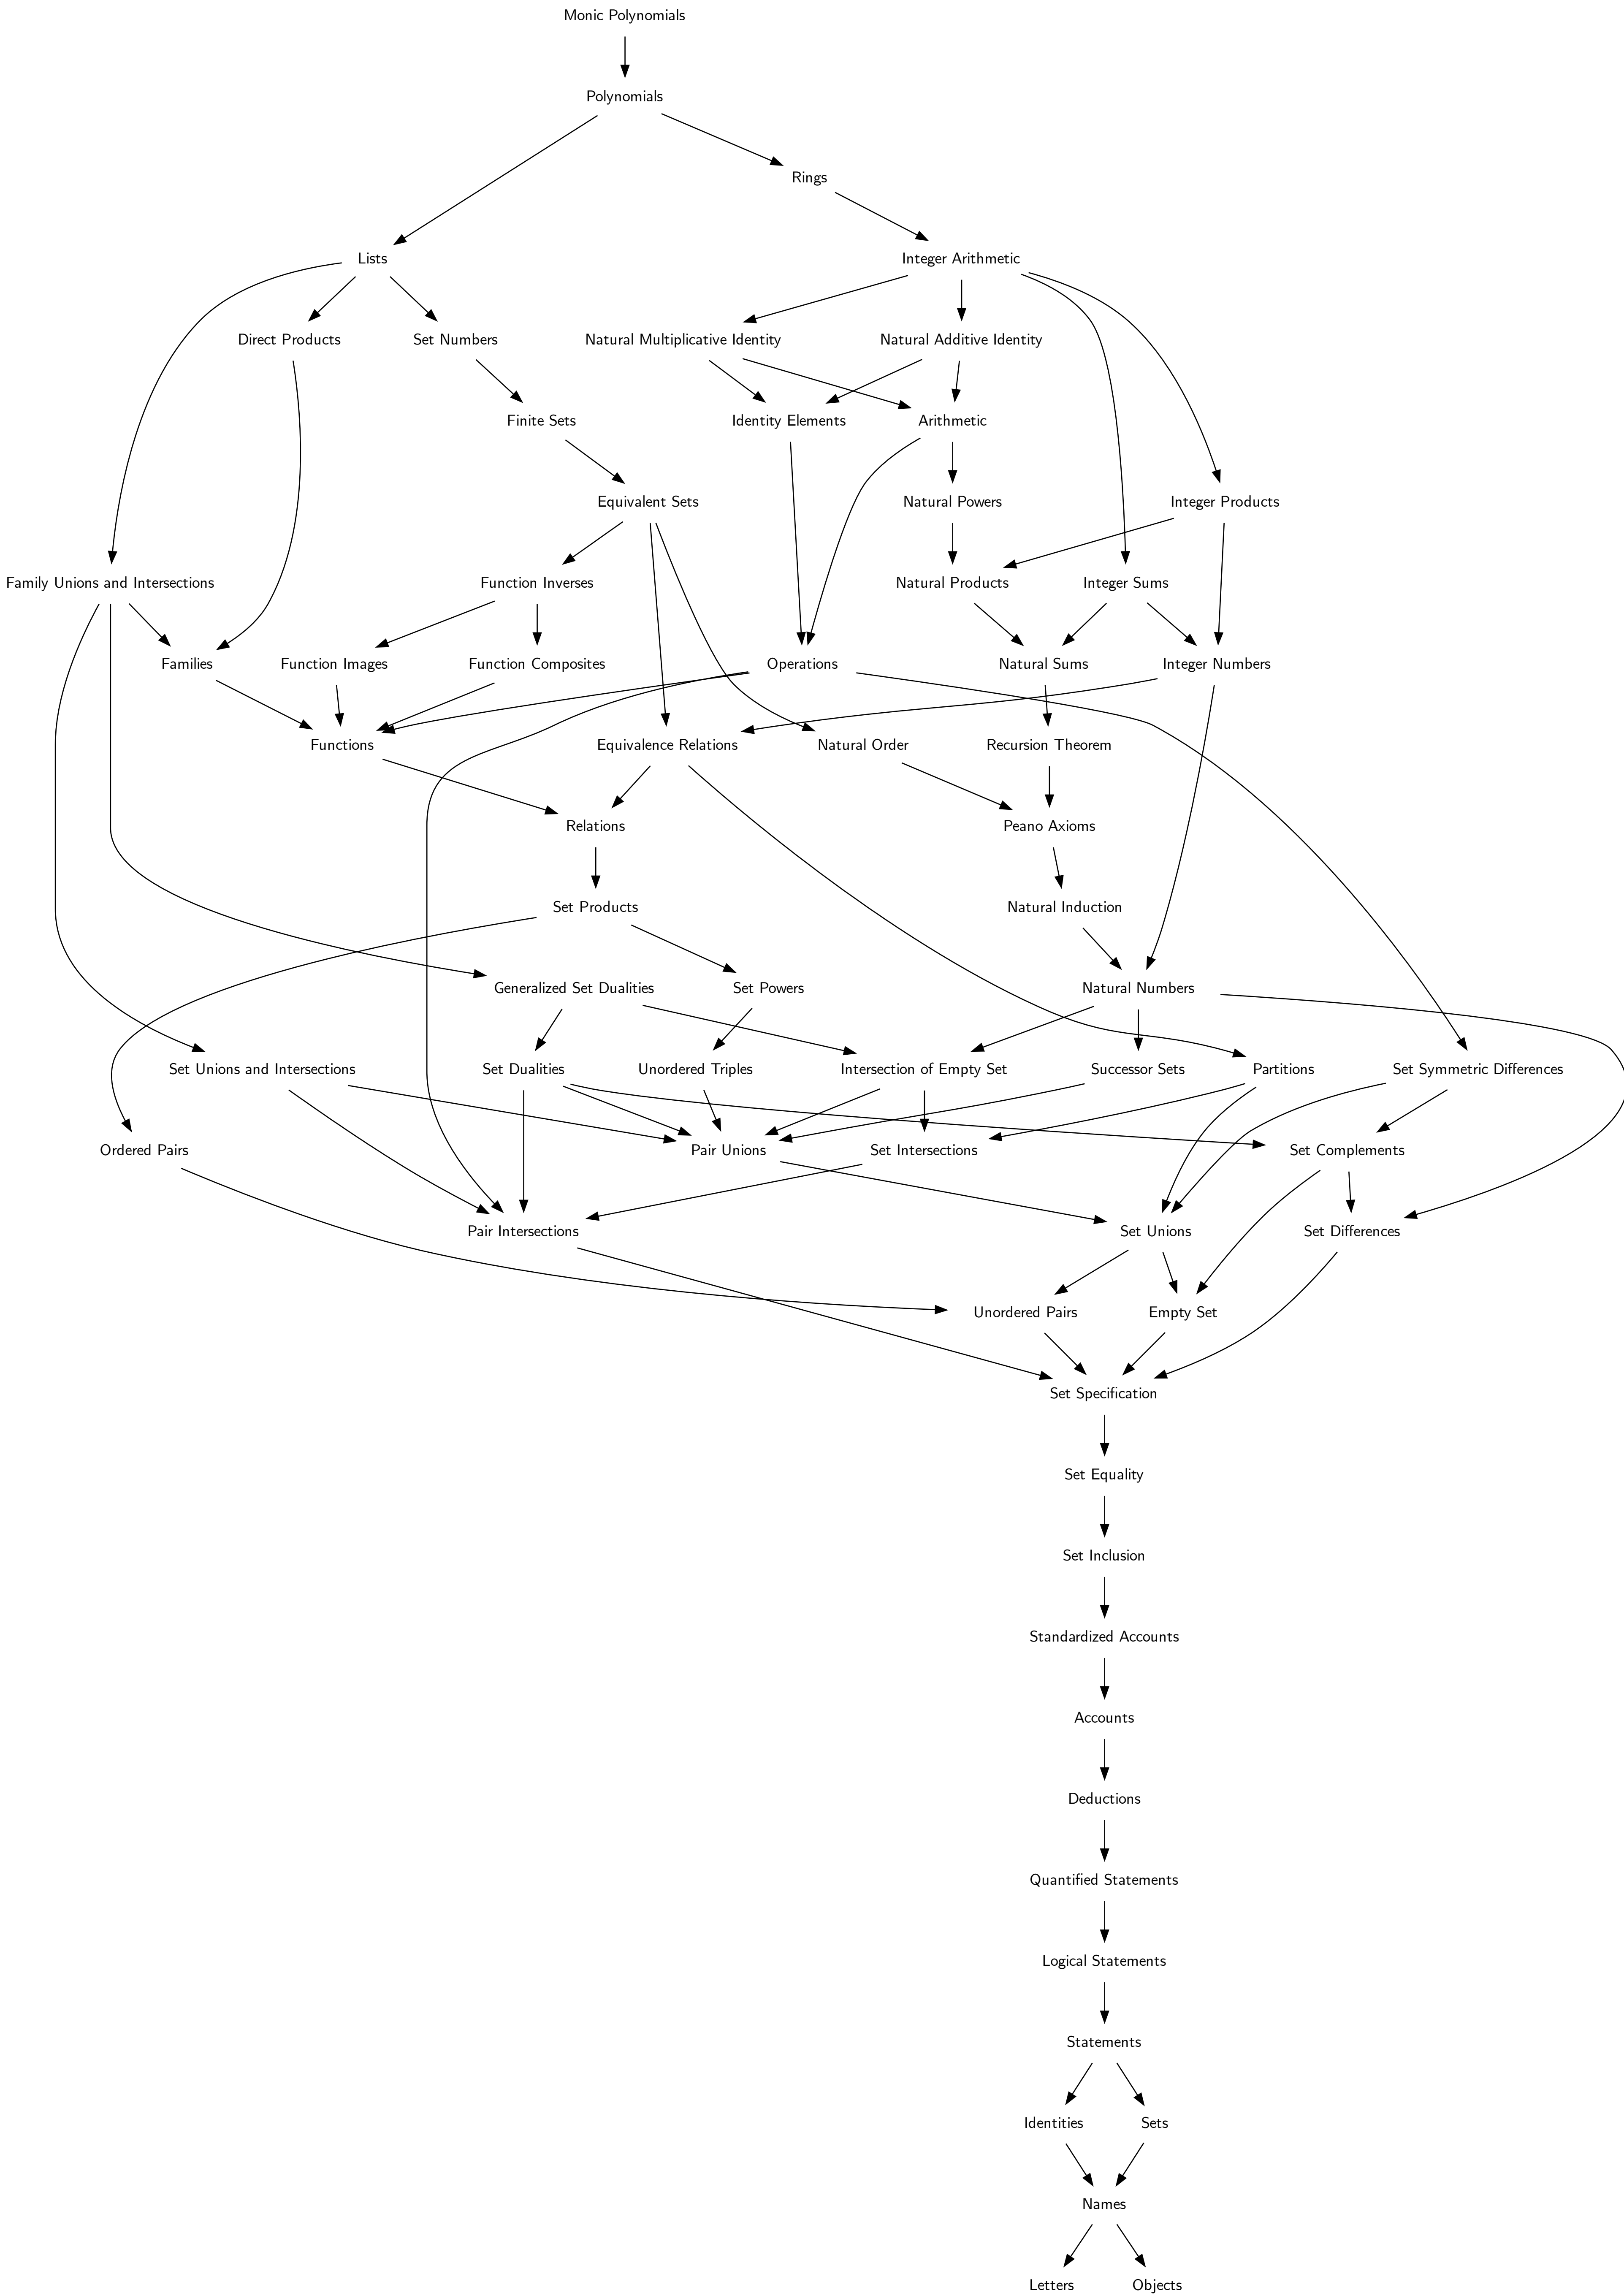 Monic Polynomials
Polynomials
Rings
Lists
Integer Arithmetic
Direct Products
Set Numbers
Natural Multiplicative Identity
Natural Additive Identity
Finite Sets
Identity Elements
Arithmetic
Equivalent Sets
Natural Powers
Integer Products
Family Unions and Intersections
Function Inverses
Natural Products
Integer Sums
Families
Function Images
Function Composites
Operations
Natural Sums
Integer Numbers
Functions
Equivalence Relations
Natural Order
Recursion Theorem
Relations
Peano Axioms
Set Products
Natural Induction
Generalized Set Dualities
Set Powers
Natural Numbers
Set Unions and Intersections
Set Dualities
Unordered Triples
Intersection of Empty Set
Successor Sets
Partitions
Set Symmetric Differences
Ordered Pairs
Pair Unions
Set Intersections
Set Complements
Pair Intersections
Set Unions
Set Differences
Unordered Pairs
Empty Set
Set Specification
Set Equality
Set Inclusion
Standardized Accounts
Accounts
Deductions
Quantified Statements
Logical Statements
Statements
Identities
Sets
Names
Letters
Objects